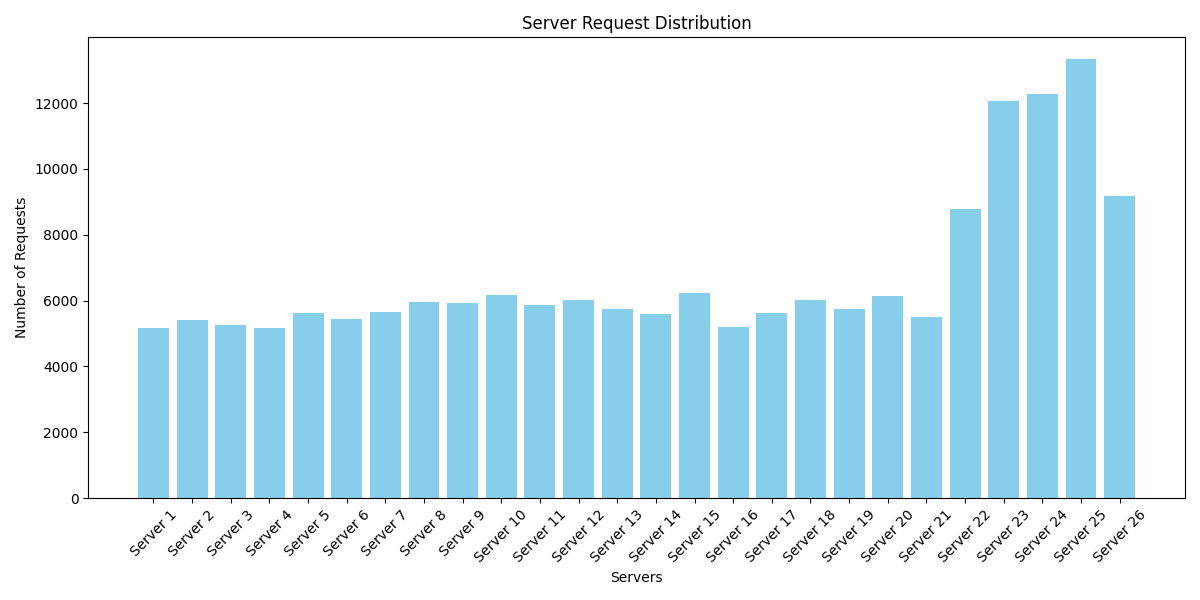 Server Request Distribution
Number of Requests
12000
10000
8000
6000
4000
2000
0
Server 1
Server 2
Server 3
Server 4
Server 5
Server 6
Server 7
Server 8
Server 9
Server 10
Server 11
Server 12
Server 13
Server 14
Server 15
Server 16
Server 17
Server 18
Server 19
Server 20
Server 21
Server 22
Server 23
Server 24
Server 25
Server 26
Servers